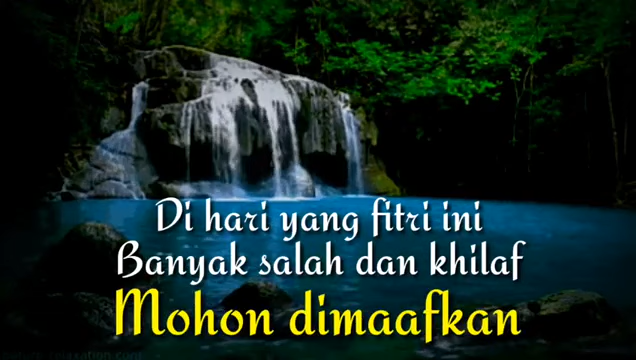 Di hari yang fitri ini
Banyak salah dan khilaf
Mohon dimaafkan